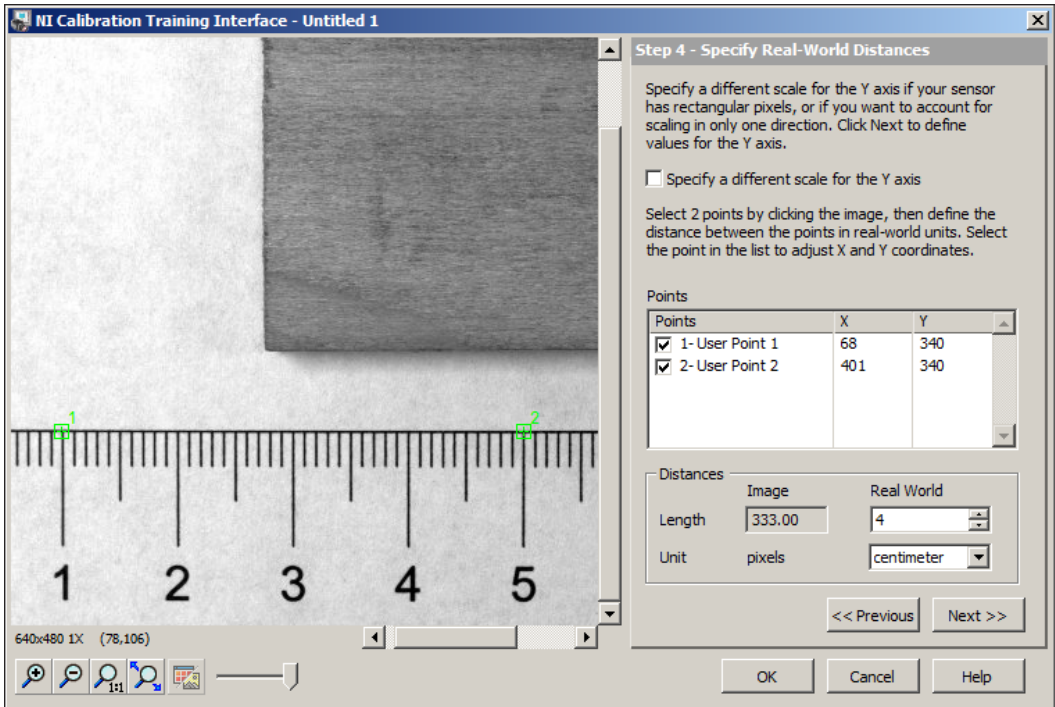 NI Calibration Training Interface - Untitled 1
Step 4 - Specify Real-World Distances
Specify a different scale for the Y axis if your sensor
has rectangular pixels, or if you want to account for
scaling in only one direction. Click Next to define
values for the Y axis.
Specify a different scale for the Y axis
Select 2 points by clicking the image, then define the
distance between the points in real-world units. Select
the point in the list to adjust X and Y coordinates.
Points
Points X Y
1- User Point 1 68 340
2- User Point 2 401 340
1 2
1 2 3 4 5
Distances
Image Real World
Length 333.00 4
Unit pixels centimeter
<< Previous Next >>
640x480 1X (78,106)
1:1
OK Cancel Help